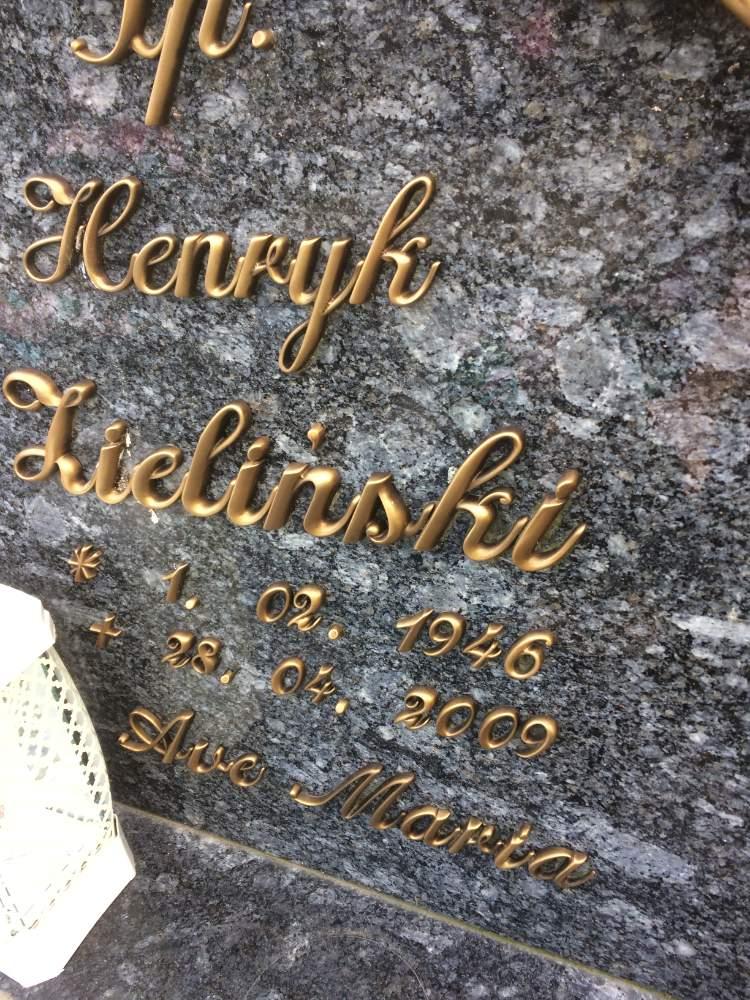 Śp.
Henryk
Zieliński
* 1. 02. 1946
+ 28. 04. 2009
Ave Maria